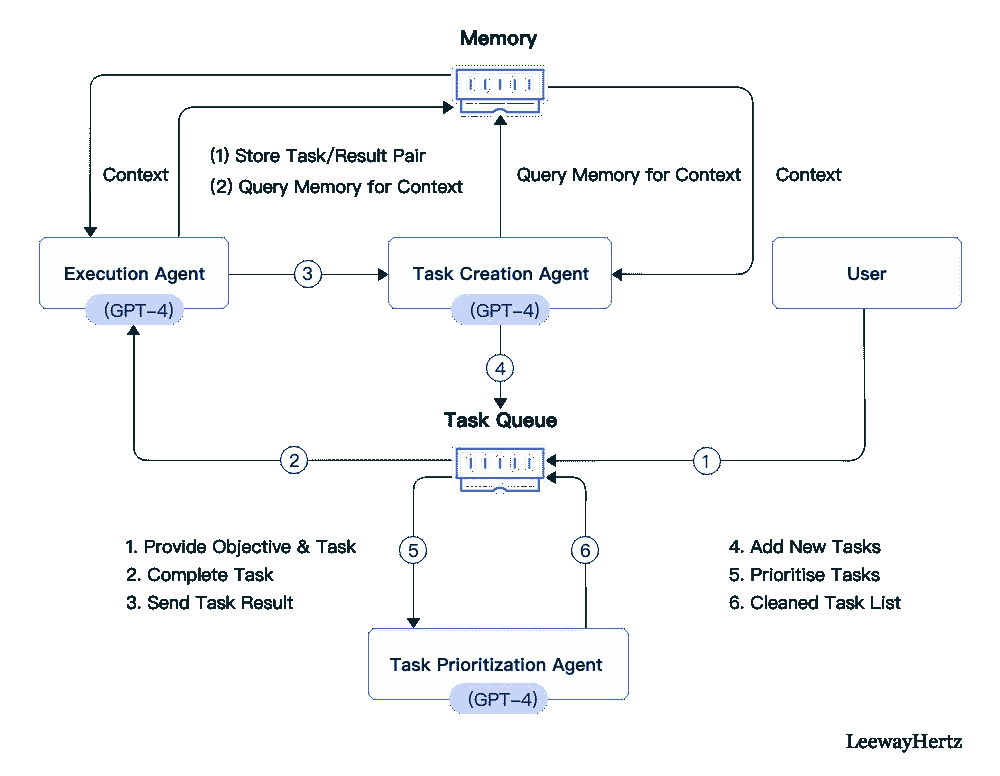 Memory
(1) Store Task/Result Pair
(2) Query Memory for Context
Context
Query Memory for Context
Context
Execution Agent
(GPT-4)
3
Task Creation Agent
(GPT-4)
User
4
Task Queue
2
1
5
6
1. Provide Objective & Task
2. Complete Task
3. Send Task Result
4. Add New Tasks
5. Prioritise Tasks
6. Cleaned Task List
Task Prioritization Agent
(GPT-4)
LeewayHertz